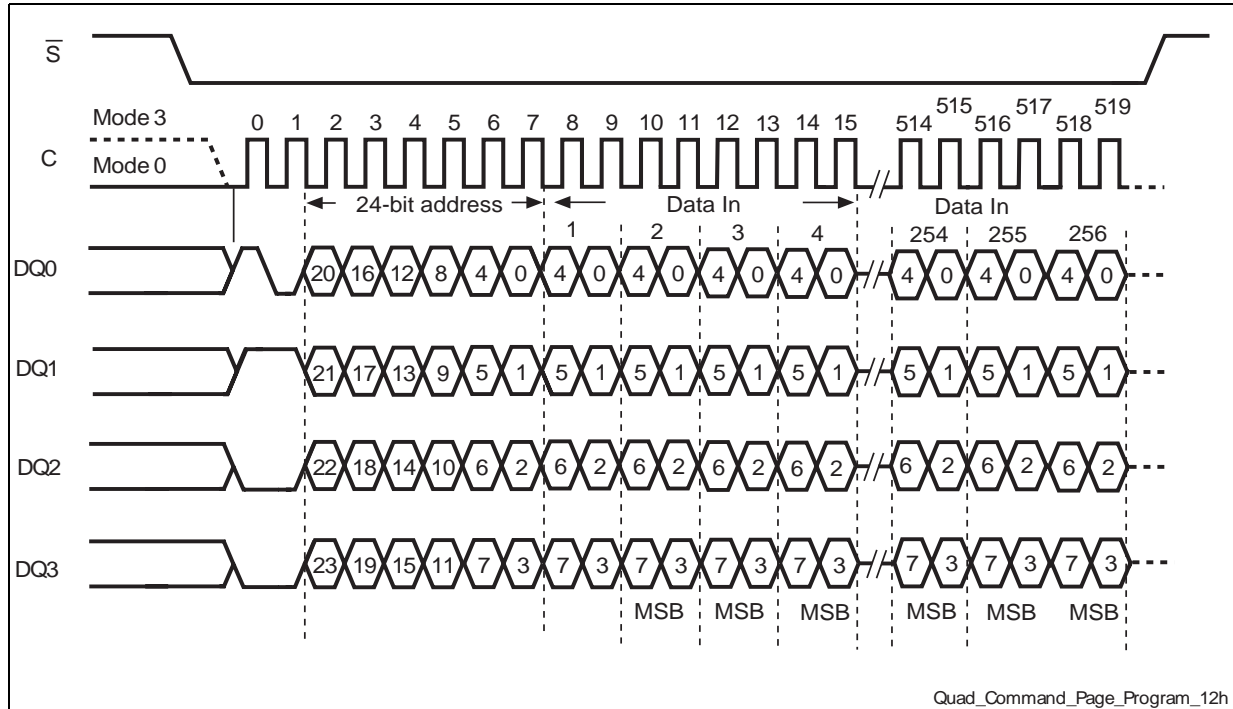 S
Mode 3
C
Mode 0
0 1 2 3 4 5 6 7 8 9 10 11 12 13 14 15 514 515 516 517 518 519
24-bit address Data In Data In
1 2 3 4 254 255 256
DQ0 20 16 12 8 4 0 4 0 4 0 4 0 4 0 4 0 4 0 4 0
DQ1 21 17 13 9 5 1 5 1 5 1 5 1 5 1 5 1 5 1 5 1
DQ2 22 18 14 10 6 2 6 2 6 2 6 2 6 2 6 2 6 2 6 2
DQ3 23 19 15 11 7 3 7 3 7 3 7 3 7 3 7 3 7 3 7 3
MSB MSB MSB MSB MSB MSB
Quad_Command_Page_Program_12h